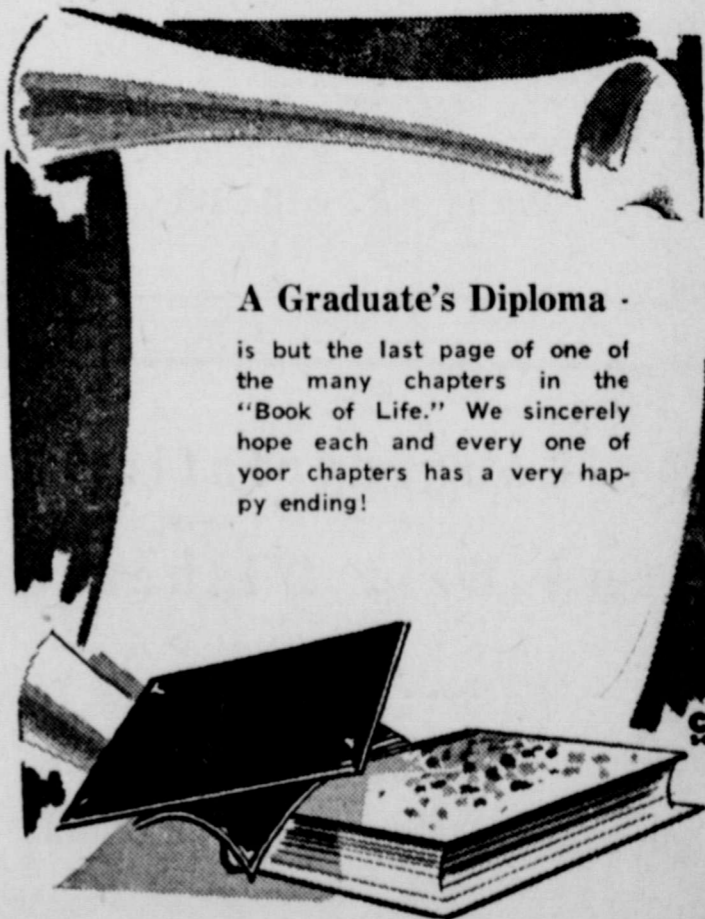 A Graduate's Diploma -
is but the last page of one of
the many chapters in the
"Book of Life." We sincerely
hope each and every one of
yoor chapters has a very hap-
py ending!